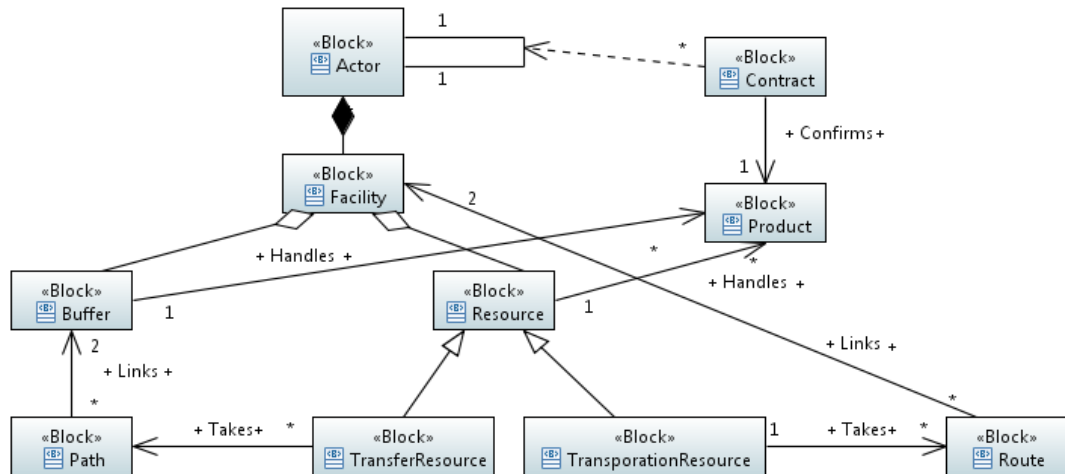 1
«Block»
Actor
1
*
«Block»
Contract
+ Confirms+
1
«Block»
Facility
2
«Block»
Product
+ Handles +
*
*
+ Handles +
«Block»
Buffer
1
«Block»
Resource
1
2
+ Links +
+ Links +
*
*
«Block»
Path
+ Takes+
*
«Block»
TransferResource
«Block»
TransporationResource
1
+ Takes+
*
«Block»
Route